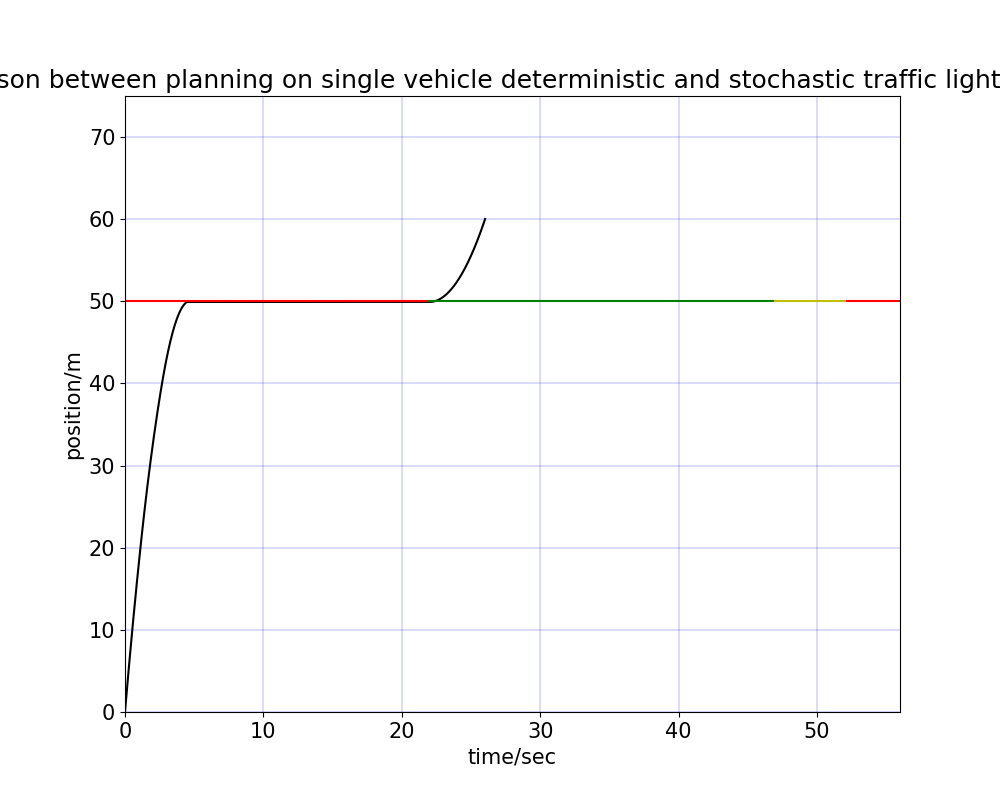 son between planning on single vehicle deterministic and stochastic traffic light
70
60
50
40
30
20
10
0
position/m
0 10 20 30 40 50
time/sec